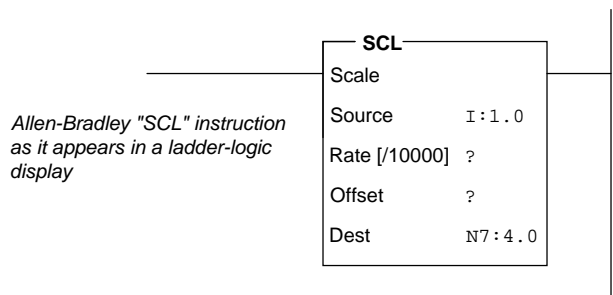 SCL
Scale
Source I:1.0
Rate [/10000] ?
Offset ?
Dest N7:4.0
Allen-Bradley "SCL" instruction
as it appears in a ladder-logic
display